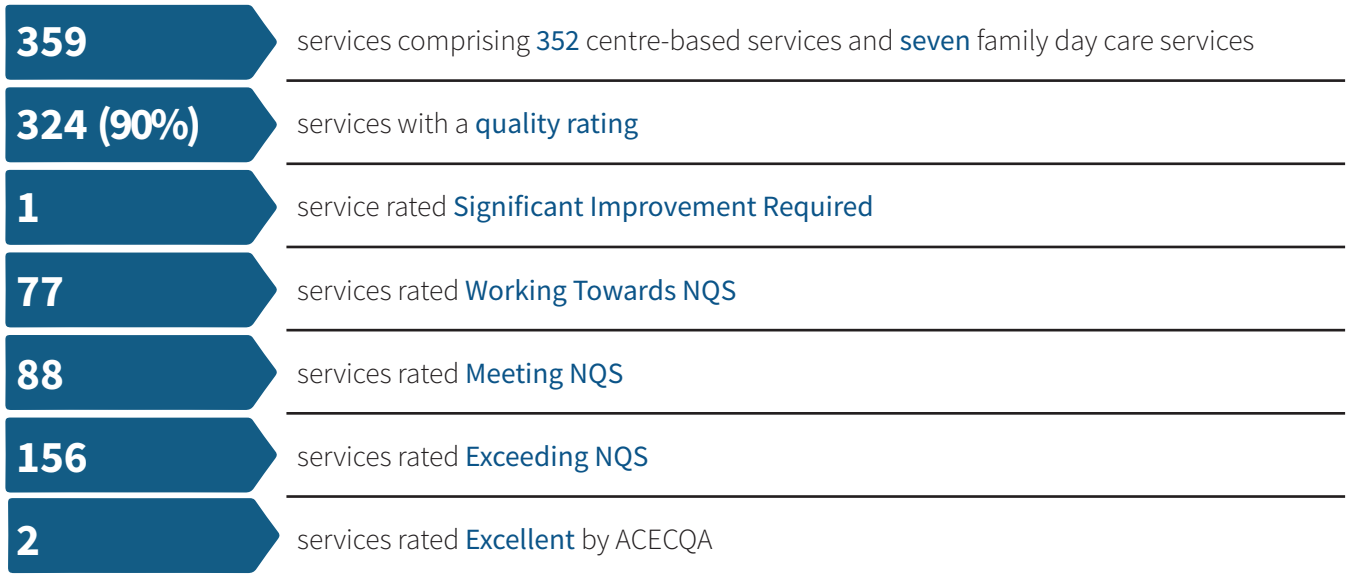 359 services comprising 352 centre-based services and seven family day care services
324 (90%) services with a quality rating
1 service rated Significant Improvement Required
77 services rated Working Towards NQS
88 services rated Meeting NQS
156 services rated Exceeding NQS
2 services rated Excellent by ACECQA